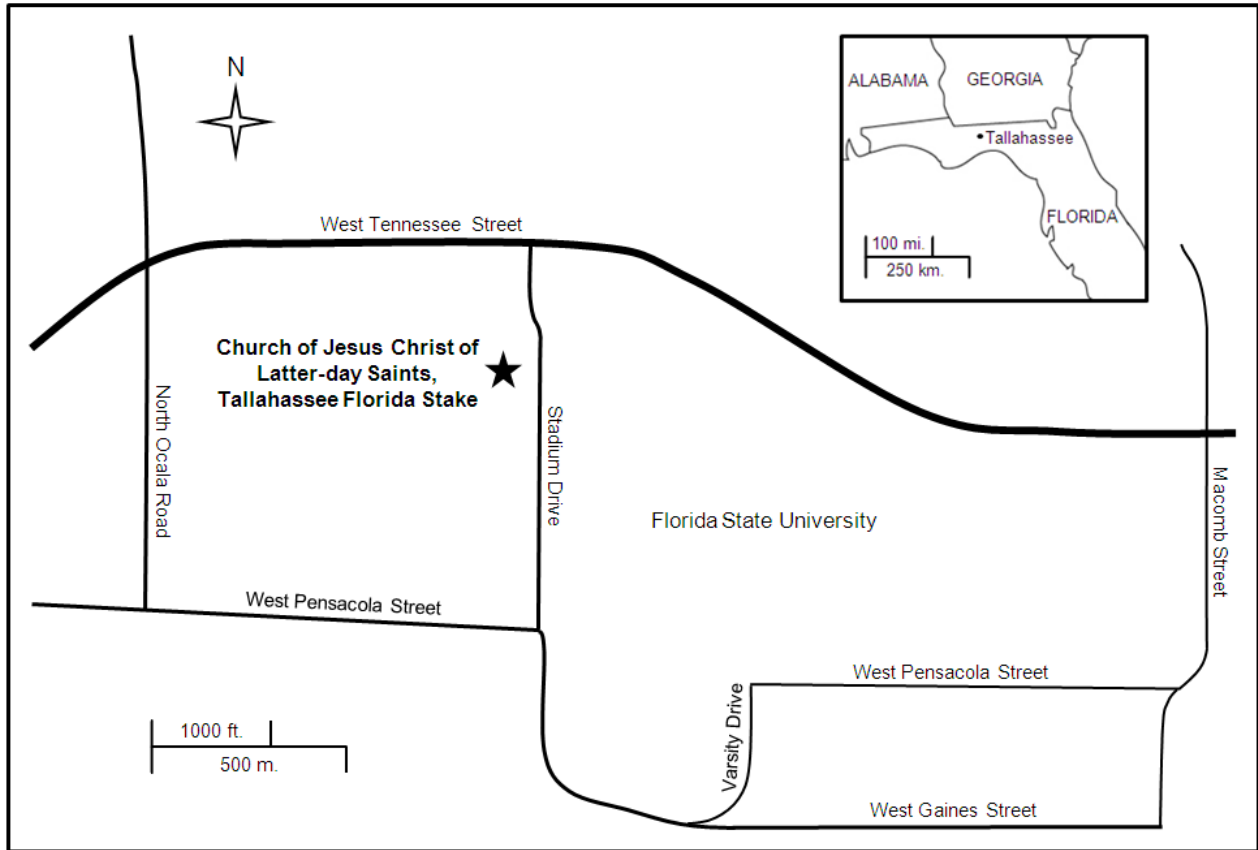 N
ALABAMA
GEORGIA
Tallahassee
FLORIDA
100 mi.
250 km.
West Tennessee Street
Church of Jesus Christ of
Latter-day Saints,
Tallahassee Florida Stake
North Ocala Road
Stadium Drive
Florida State University
Macomb Street
West Pensacola Street
West Pensacola Street
Varsity Drive
1000 ft.
500 m.
West Gaines Street